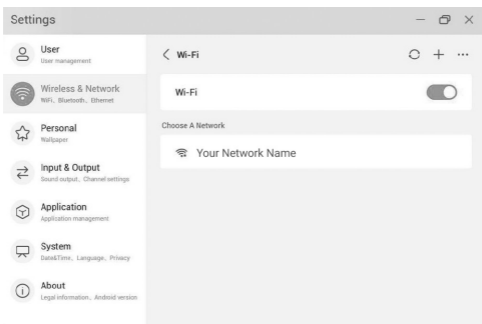 Settings
User
User management
Wireless & Network
WiFi、Bluetooth、Ethernet
Personal
Wallpaper
Input & Output
Sound output、Channel settings
Application
Application management
System
Date&Time、Language、Privacy
About
Legal information、Android version
Wi-Fi
Wi-Fi
Choose A Network
Your Network Name